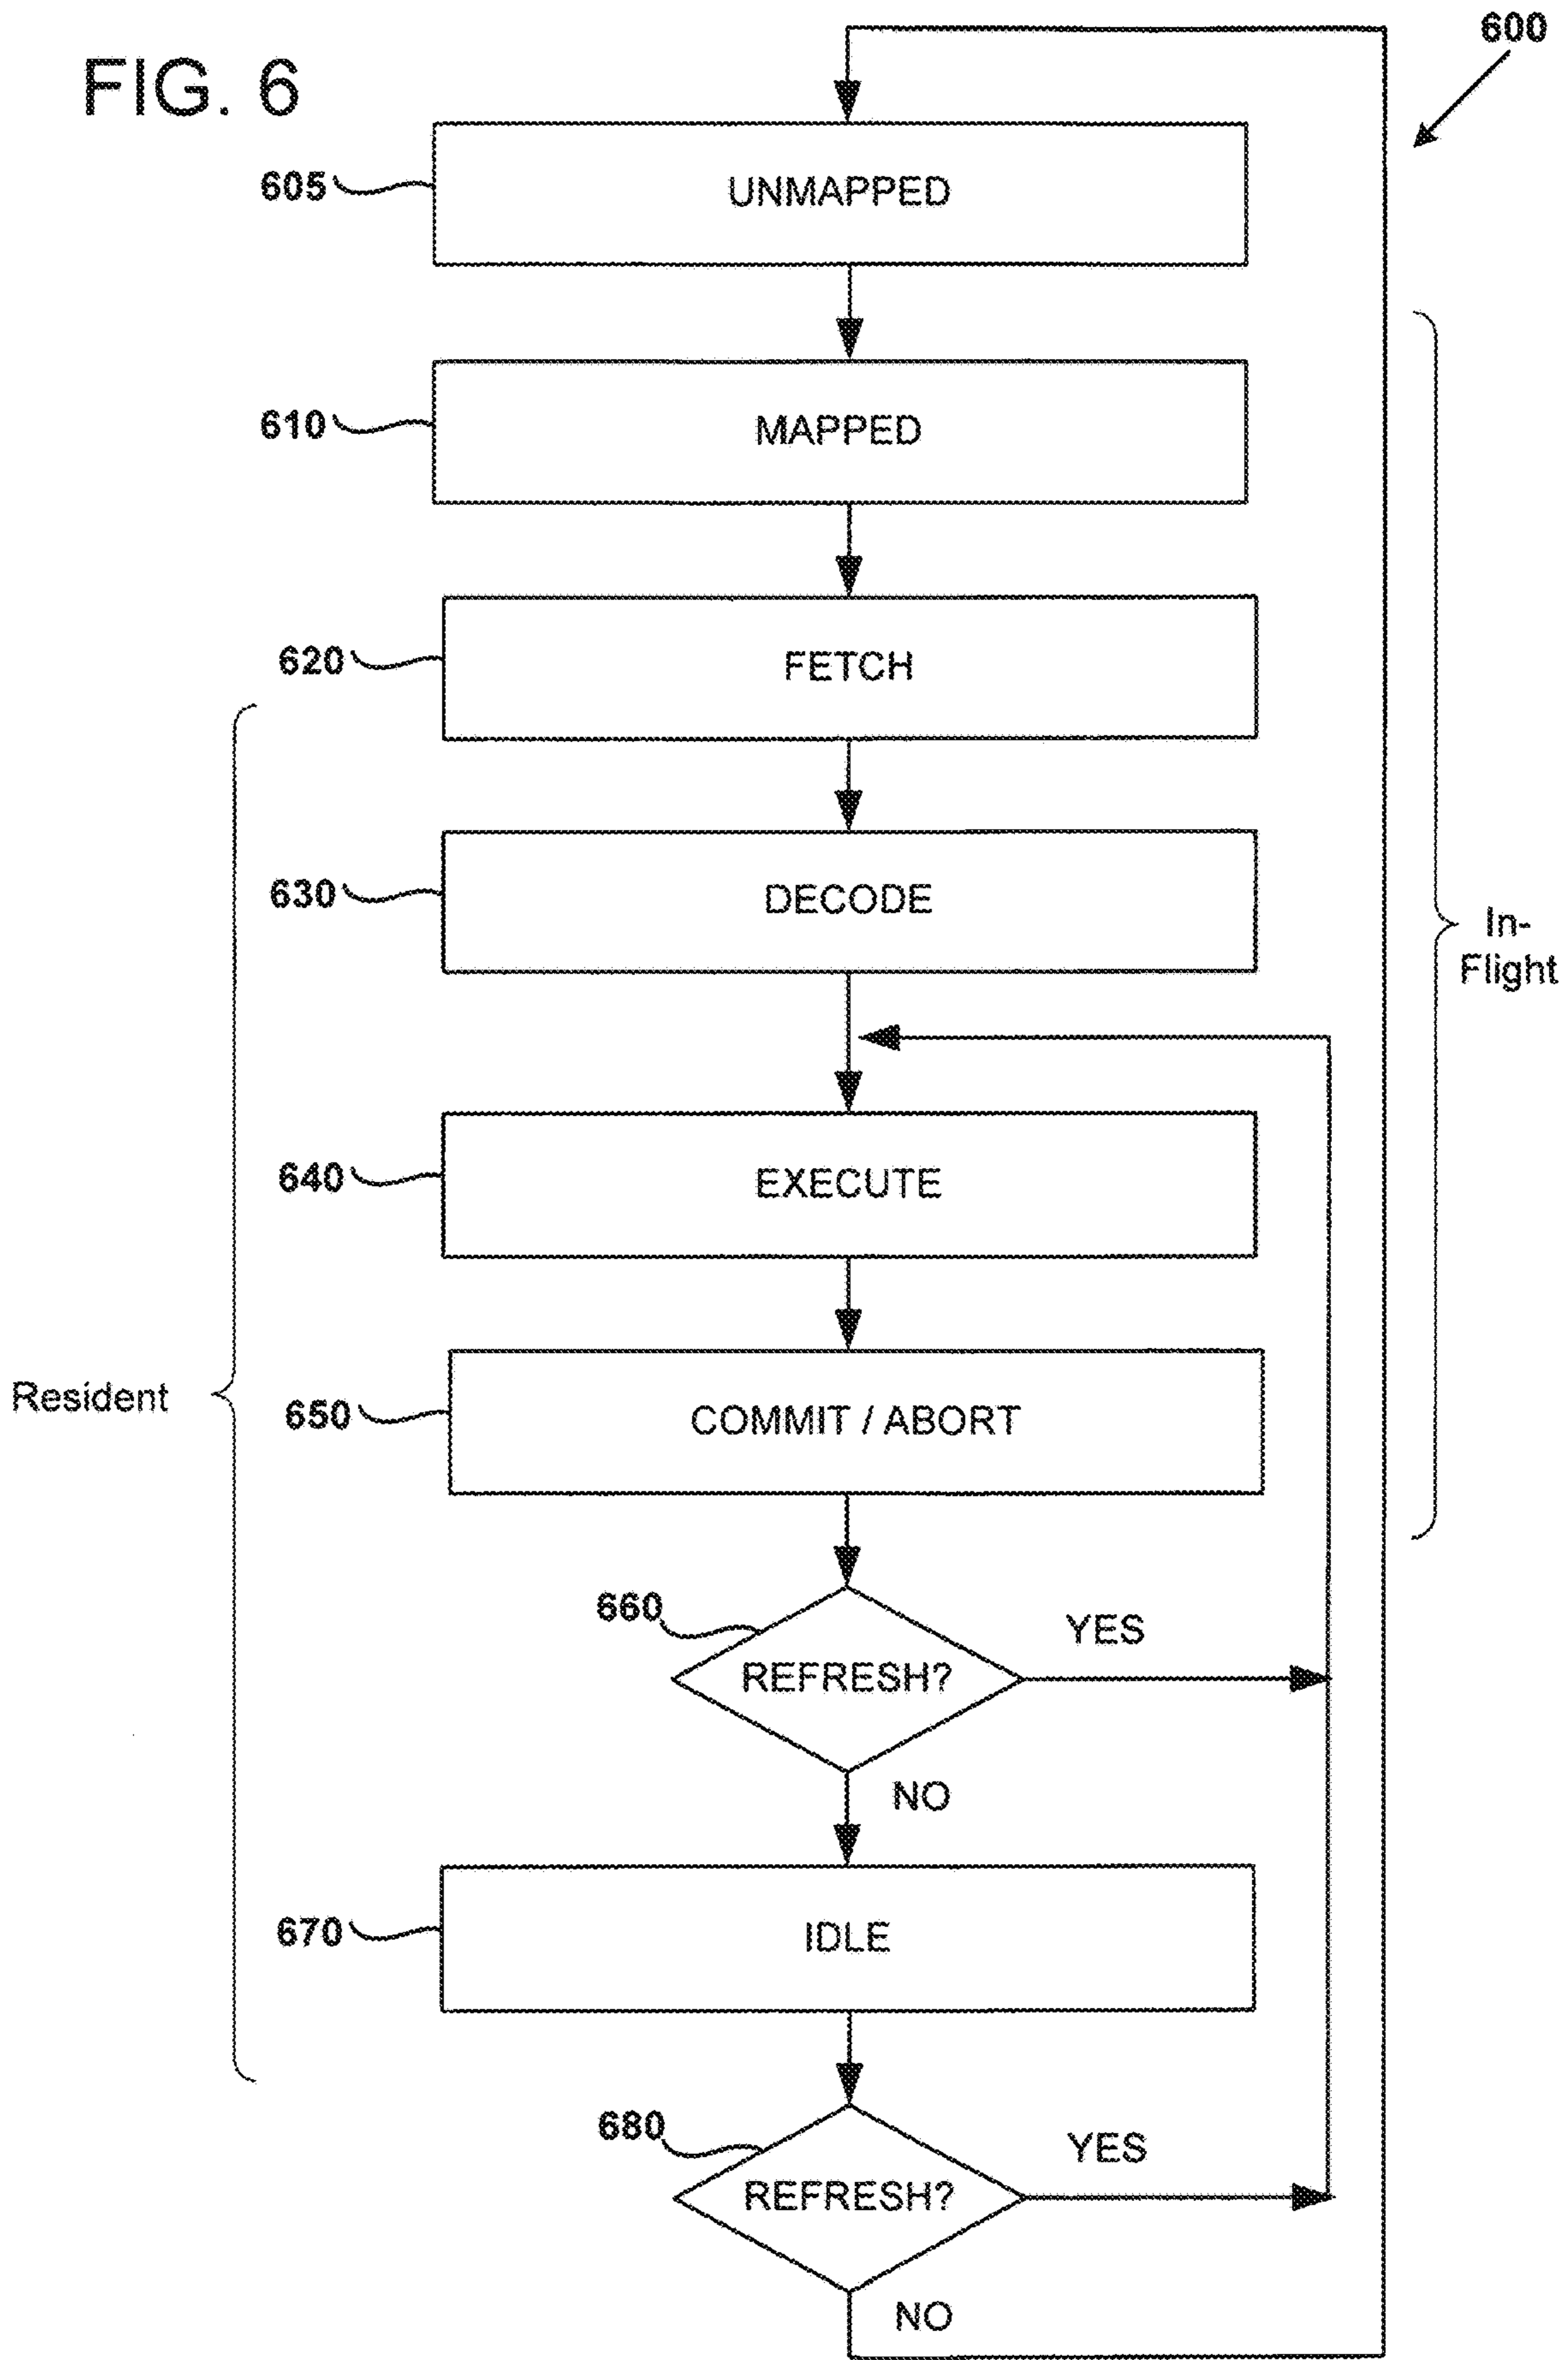 FIG. 6
600
605
UNMAPPED
610
MAPPED
620
FETCH
630
DECODE
In-
Flight
640
EXECUTE
Resident
650
COMMIT / ABORT
660
REFRESH?
YES
NO
670
IDLE
680
REFRESH?
YES
NO